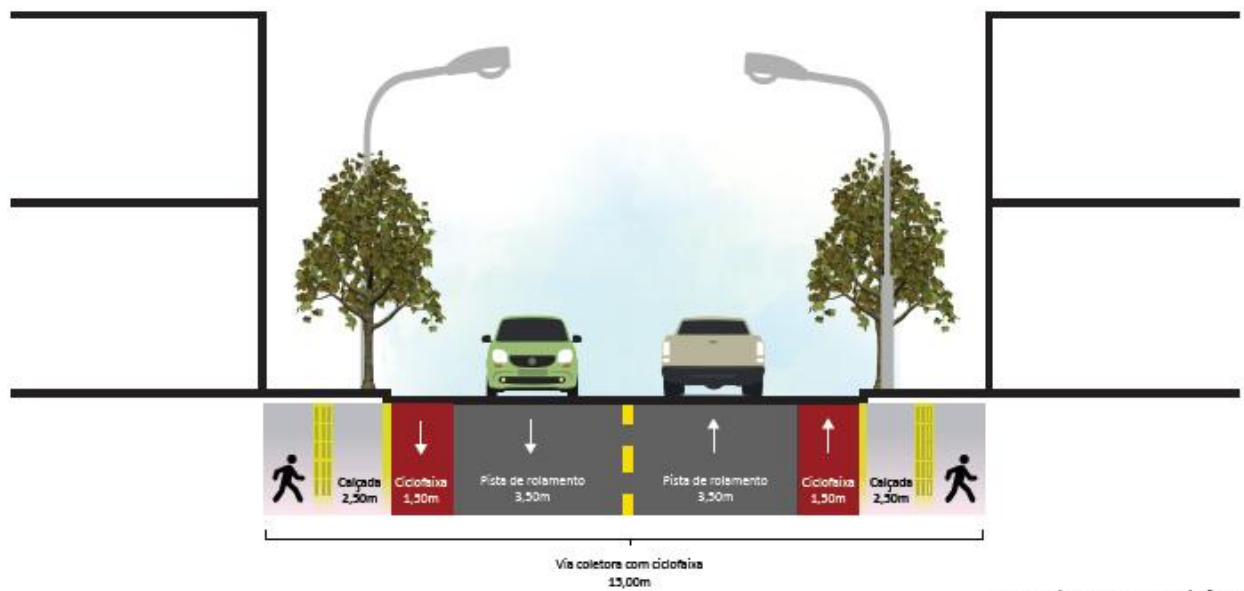 Calçada
2,50m
Ciclofaixa
1,50m
Pista de rolamento
3,50m
Pista de rolamento
3,50m
Ciclofaixa
1,50m
Calçada
2,50m
Via coletora com ciclofaixa
15,00m